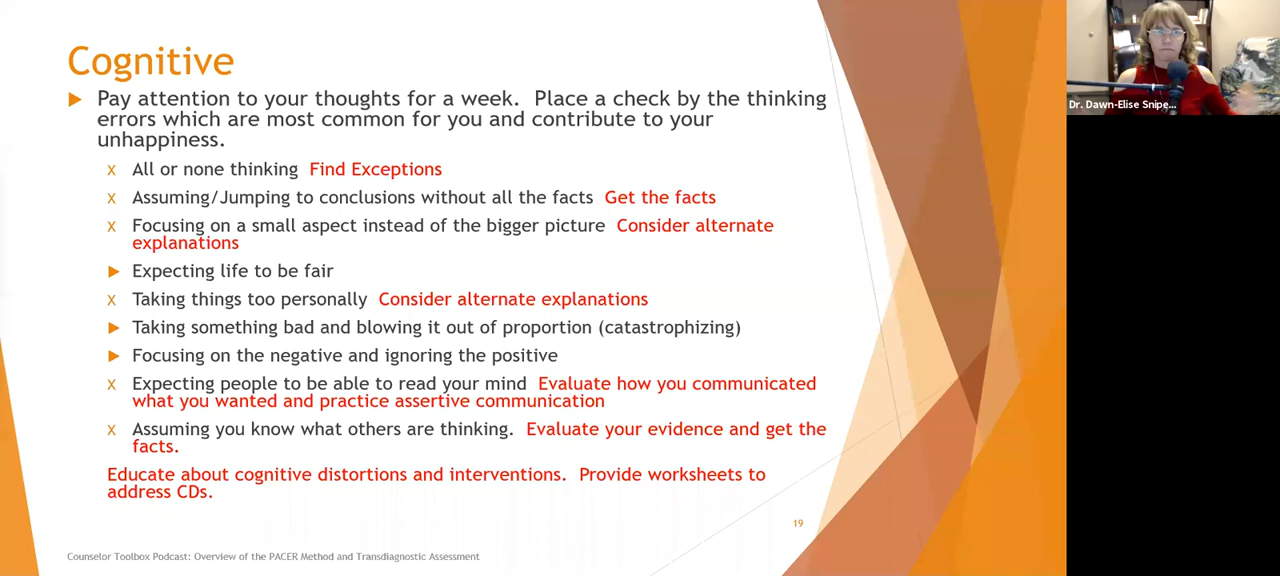 Cognitive
Pay attention to your thoughts for a week.  Place a check by the thinking
errors which are most common for you and contribute to your
unhappiness.
x All or none thinking  Find Exceptions
x Assuming/Jumping to conclusions without all the facts  Get the facts
x Focusing on a small aspect instead of the bigger picture  Consider alternate
explanations
Expecting life to be fair
x Taking things too personally  Consider alternate explanations
Taking something bad and blowing it out of proportion (catastrophizing)
Focusing on the negative and ignoring the positive
x Expecting people to be able to read your mind  Evaluate how you communicated
what you wanted and practice assertive communication
x Assuming you know what others are thinking.  Evaluate your evidence and get the
facts.
Educate about cognitive distortions and interventions.  Provide worksheets to
address CDs.
19
Counselor Toolbox Podcast: Overview of the PACER Method and Transdiagnostic Assessment
Dr. Dawn-Elise Snipe...